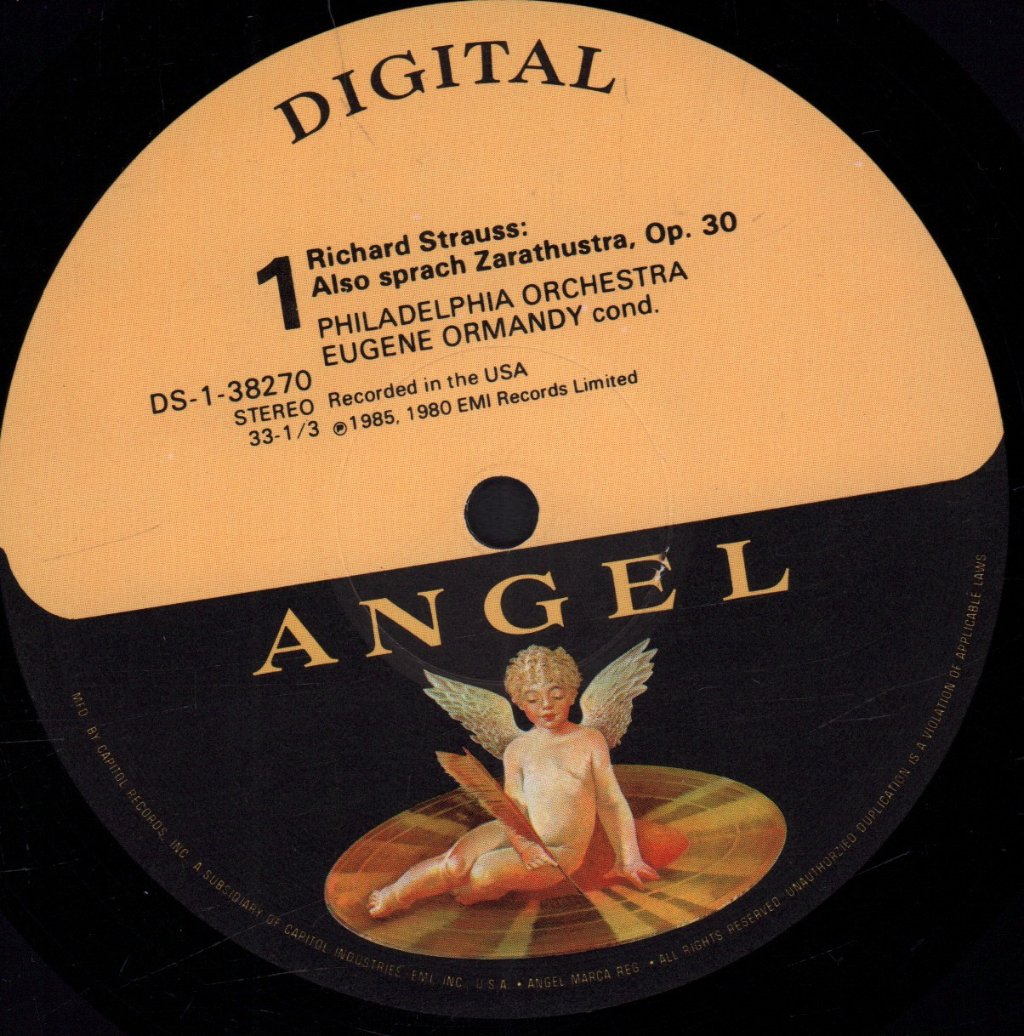 DIGITAL
1
Richard Strauss:
Also sprach Zarathustra, Op. 30
PHILADELPHIA ORCHESTRA
EUGENE ORMANDY cond.
DS-1-38270
STEREO
33-1/3
Recorded in the USA
℗1985, 1980 EMI Records Limited
ANGEL
MFD. BY CAPITOL RECORDS, INC. A SUBSIDIARY OF CAPITOL INDUSTRIES-EMI, INC., U.S.A. • ANGEL MARCA REG. • ALL RIGHTS RESERVED. UNAUTHORZIED DUPLICATION IS A VIOLATION OF APPLICABLE LAWS